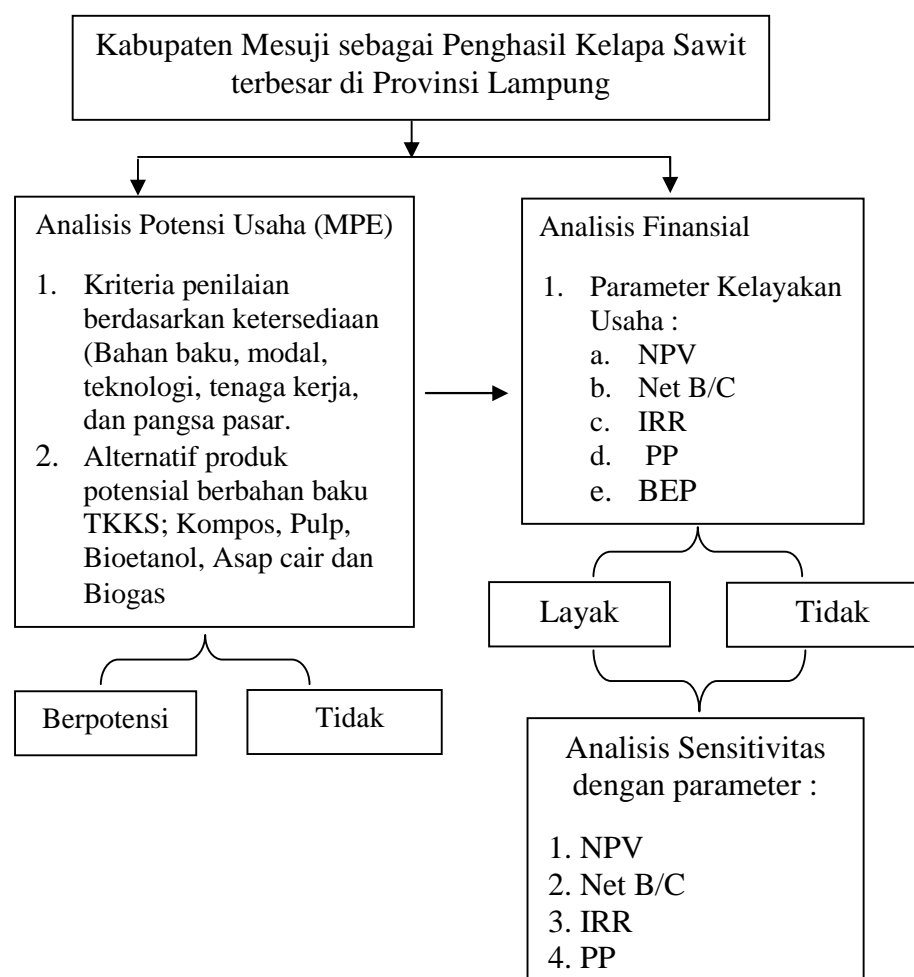 Kabupaten Mesuji sebagai Penghasil Kelapa Sawit
terbesar di Provinsi Lampung
Analisis Potensi Usaha (MPE)
1. Kriteria penilaian
berdasarkan ketersediaan
(Bahan baku, modal,
teknologi, tenaga kerja,
dan pangsa pasar.
2. Alternatif produk
potensial berbahan baku
TKKS; Kompos, Pulp,
Bioetanol, Asap cair dan
Biogas
Berpotensi
Tidak
Analisis Finansial
1. Parameter Kelayakan
Usaha :
a. NPV
b. Net B/C
c. IRR
d. PP
e. BEP
Layak
Tidak
Analisis Sensitivitas
dengan parameter :
1. NPV
2. Net B/C
3. IRR
4. PP